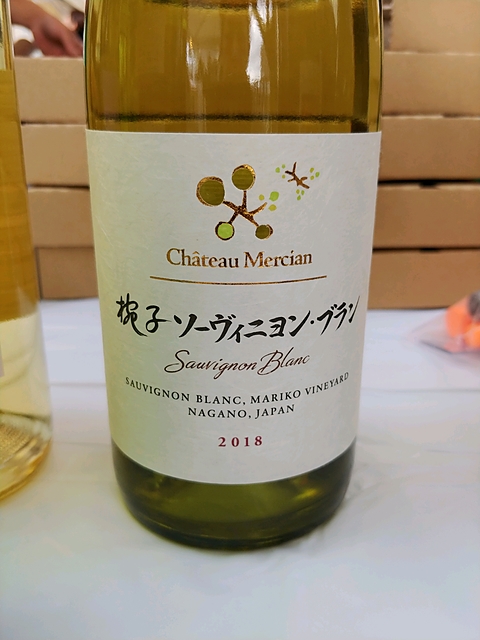 Château Mercian
椀子 ソーヴィニヨン・ブラン
Sauvignon Blanc
SAUVIGNON BLANC, MARIKO VINEYARD
NAGANO, JAPAN
2018